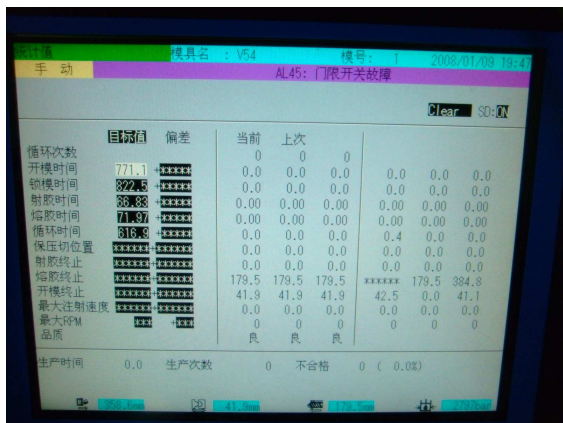 统计值 模具名 : V54 模号: 1 2008/01/09 19:47
手 动 AL45: 门限开关故障
Clear SD:ON
目标值 偏差 当前 上次
循环次数 0 0 0
开模时间 771.1 +***** 0.0 0.0 0.0 0.0 0.0 0.0
锁模时间 822.5 +***** 0.0 0.0 0.0 0.0 0.0 0.0
射胶时间 66.83 +***** 0.00 0.00 0.00 0.00 0.00 0.00
熔胶时间 71.97 +***** 0.00 0.00 0.00 0.00 0.00 0.00
循环时间 616.9 +***** 0.0 0.0 0.0 0.4 0.0 0.0
保压切位置 ******+***** 0.0 0.0 0.0 0.0 0.0 0.0
射胶终止 ******+***** 0.0 0.0 0.0 0.0 0.0 0.0
熔胶终止 ******+***** 179.5 179.5 179.5 ****** 179.5 384.8
开模终止 ******+***** 41.9 41.9 41.9 42.5 0.0 41.1
最大注射速度 ******+***** 0.0 0.0 0.0 0.0 0.0 0.0
最大RPM *** +*** 0 0 0 0 0 0
品质 良 良 良
生产时间 0.0 生产次数 0 不合格 0 ( 0.0%)
958.6mm 41.9mm 179.5mm